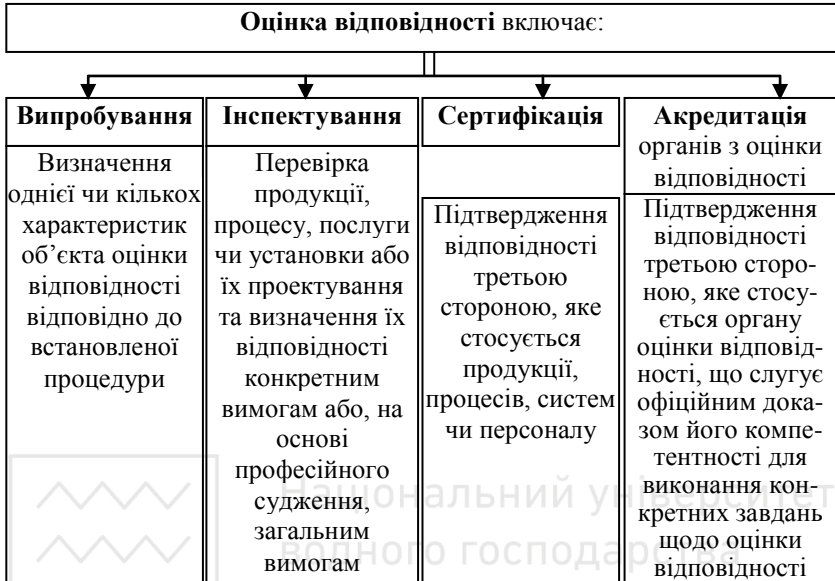 Оцінка відповідності включає:
Випробування
Визначення
однієї чи кількох
характеристик
об’єкта оцінки
відповідності
відповідно до
встановленої
процедури
Інспектування
Перевірка
продукції,
процесу, послуги
чи установки або
їх проектування
та визначення їх
відповідності
конкретним
вимогам або, на
основі
професійного
судження,
загальним
вимогам
Сертифікація
Підтвердження
відповідності
третьою
стороною, яке
стосується
продукції,
процесів, систем
чи персоналу
Акредитація
органів з оцінки
відповідності
Підтвердження
відповідності
третьою сторо-
ною, яке стосу-
ється органу
оцінки відповід-
ності, що слугує
офіційним дока-
зом його компе-
тентності для
виконання кон-
кретних завдань
щодо оцінки
відповідності
Національний університет
водного господарства